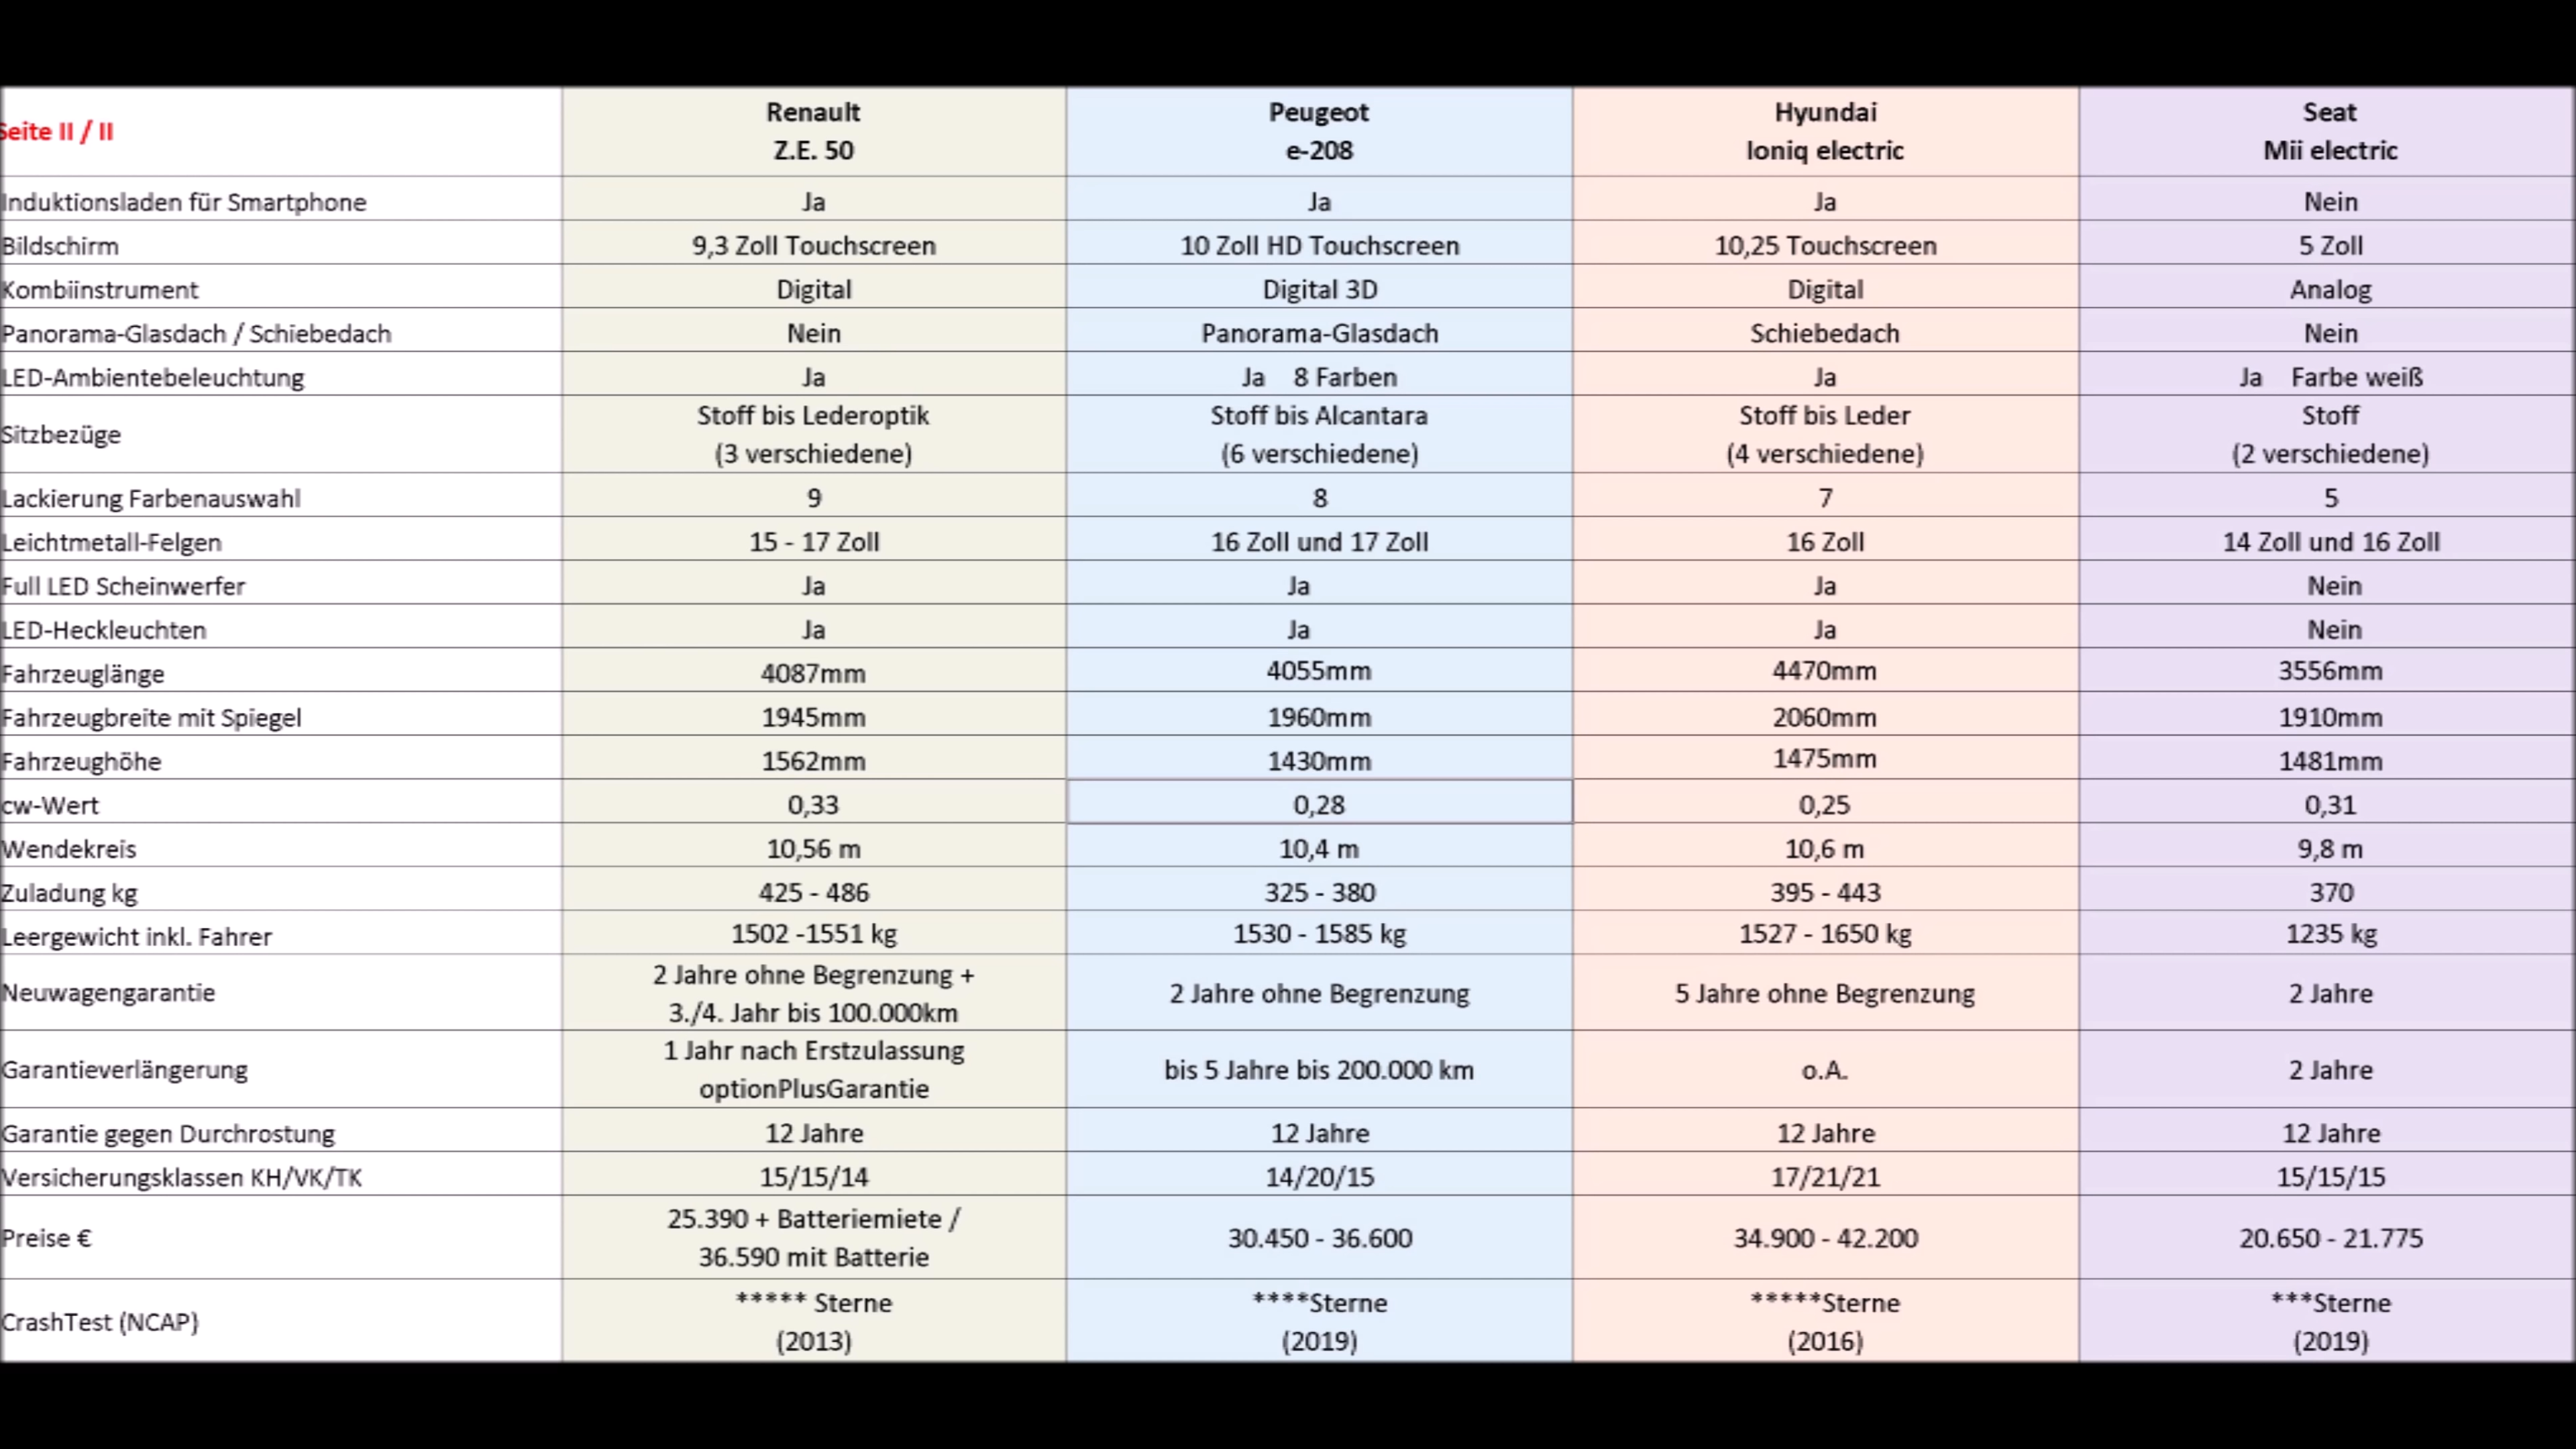 Seite II / II
Renault
Z.E. 50
Peugeot
e-208
Hyundai
Ioniq electric
Seat
Mii electric
Induktionsladen für Smartphone Ja Ja Ja Nein
Bildschirm 9,3 Zoll Touchscreen 10 Zoll HD Touchscreen 10,25 Touchscreen 5 Zoll
Kombiinstrument Digital Digital 3D Digital Analog
Panorama-Glasdach / Schiebedach Nein Panorama-Glasdach Schiebedach Nein
LED-Ambientebeleuchtung Ja Ja 8 Farben Ja Ja Farbe weiß
Sitzbezüge
Stoff bis Lederoptik
(3 verschiedene)
Stoff bis Alcantara
(6 verschiedene)
Stoff bis Leder
(4 verschiedene)
Stoff
(2 verschiedene)
Lackierung Farbenauswahl 9 8 7 5
Leichtmetall-Felgen 15 - 17 Zoll 16 Zoll und 17 Zoll 16 Zoll 14 Zoll und 16 Zoll
Full LED Scheinwerfer Ja Ja Ja Nein
LED-Heckleuchten Ja Ja Ja Nein
Fahrzeuglänge 4087mm 4055mm 4470mm 3556mm
Fahrzeugbreite mit Spiegel 1945mm 1960mm 2060mm 1910mm
Fahrzeughöhe 1562mm 1430mm 1475mm 1481mm
cw-Wert 0,33 0,28 0,25 0,31
Wendekreis 10,56 m 10,4 m 10,6 m 9,8 m
Zuladung kg 425 - 486 325 - 380 395 - 443 370
Leergewicht inkl. Fahrer 1502 -1551 kg 1530 - 1585 kg 1527 - 1650 kg 1235 kg
Neuwagengarantie
2 Jahre ohne Begrenzung +
3./4. Jahr bis 100.000km
2 Jahre ohne Begrenzung
5 Jahre ohne Begrenzung
2 Jahre
Garantieverlängerung
1 Jahr nach Erstzulassung
optionPlusGarantie
bis 5 Jahre bis 200.000 km
o.A.
2 Jahre
Garantie gegen Durchrostung 12 Jahre 12 Jahre 12 Jahre 12 Jahre
Versicherungsklassen KH/VK/TK 15/15/14 14/20/15 17/21/21 15/15/15
Preise €
25.390 + Batteriemiete /
36.590 mit Batterie
30.450 - 36.600
34.900 - 42.200
20.650 - 21.775
CrashTest (NCAP)
***** Sterne
(2013)
****Sterne
(2019)
*****Sterne
(2016)
***Sterne
(2019)